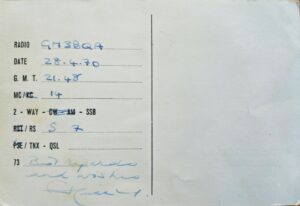 RADIO GM3BQA
DATE 28.4.70
G. M. T. 21.48
MC/KC 14
2 - WAY - CW - AM - SSB
RST / RS 5 7
PSE / TNX - QSL
73 Best regards
and wishes